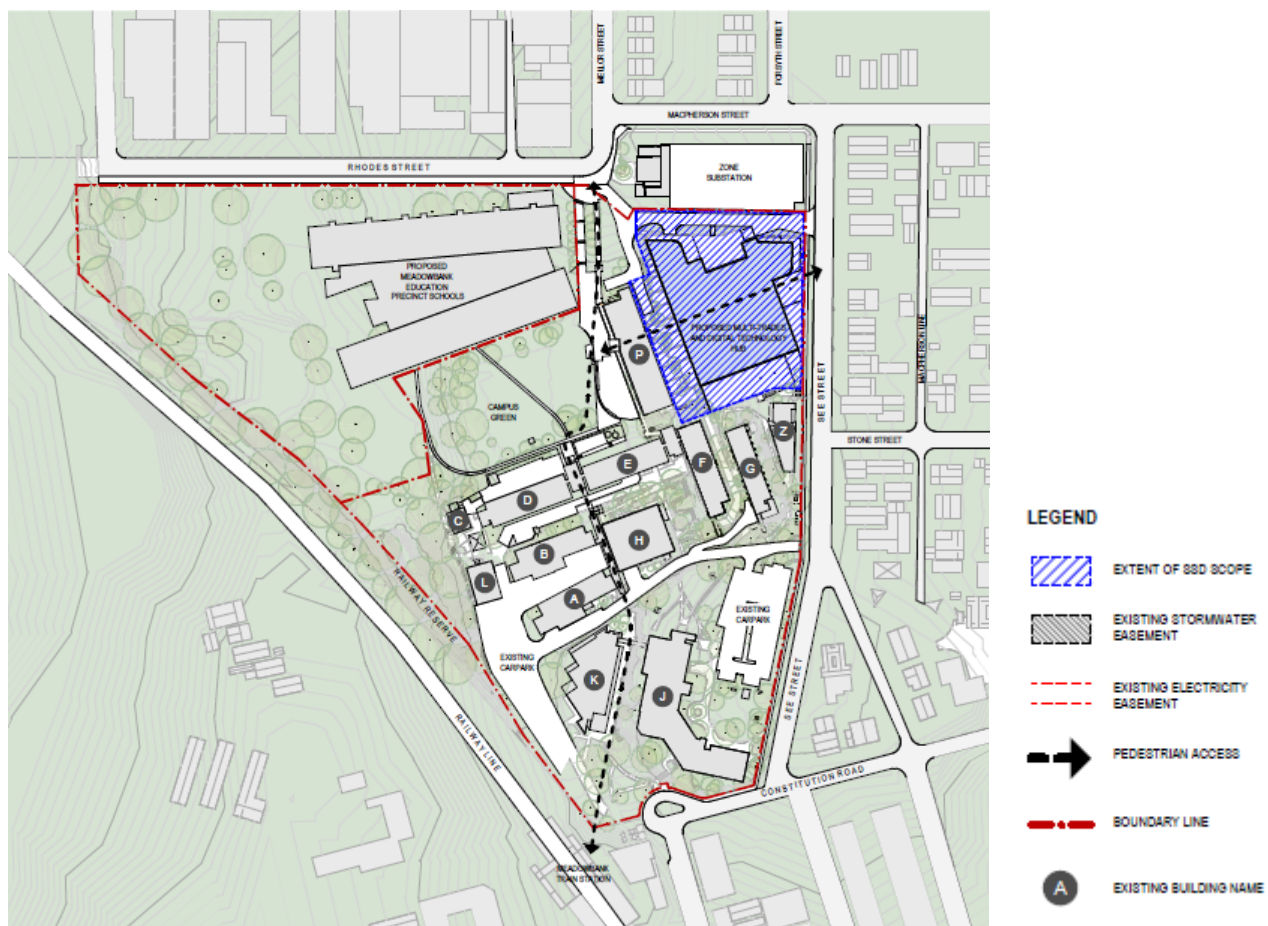 MELLOR STREET
FORSYTH STREET
MACPHERSON STREET
RHODES STREET
ZONE
SUBSTATION
PROPOSED
MEADOWBANK
EDUCATION
PRECINCT SCHOOLS
PROPOSED MULTI-TRADES
AND DIGITAL TECHNOLOGY
HUB
P
MACPHERSON LINE
SEE STREET
CAMPUS
GREEN
STONE STREET
Z
E
F
G
D
C
H
B
L
A
RAILWAY RESERVE
EXISTING
CARPARK
EXISTING
CARPARK
K
J
SEE STREET
RAILWAY LINE
CONSTITUTION ROAD
MEADOWBANK
TRAIN STATION
LEGEND
EXTENT OF SSD SCOPE
EXISTING STORMWATER
EASEMENT
EXISTING ELECTRICITY
EASEMENT
PEDESTRIAN ACCESS
BOUNDARY LINE
A
EXISTING BUILDING NAME